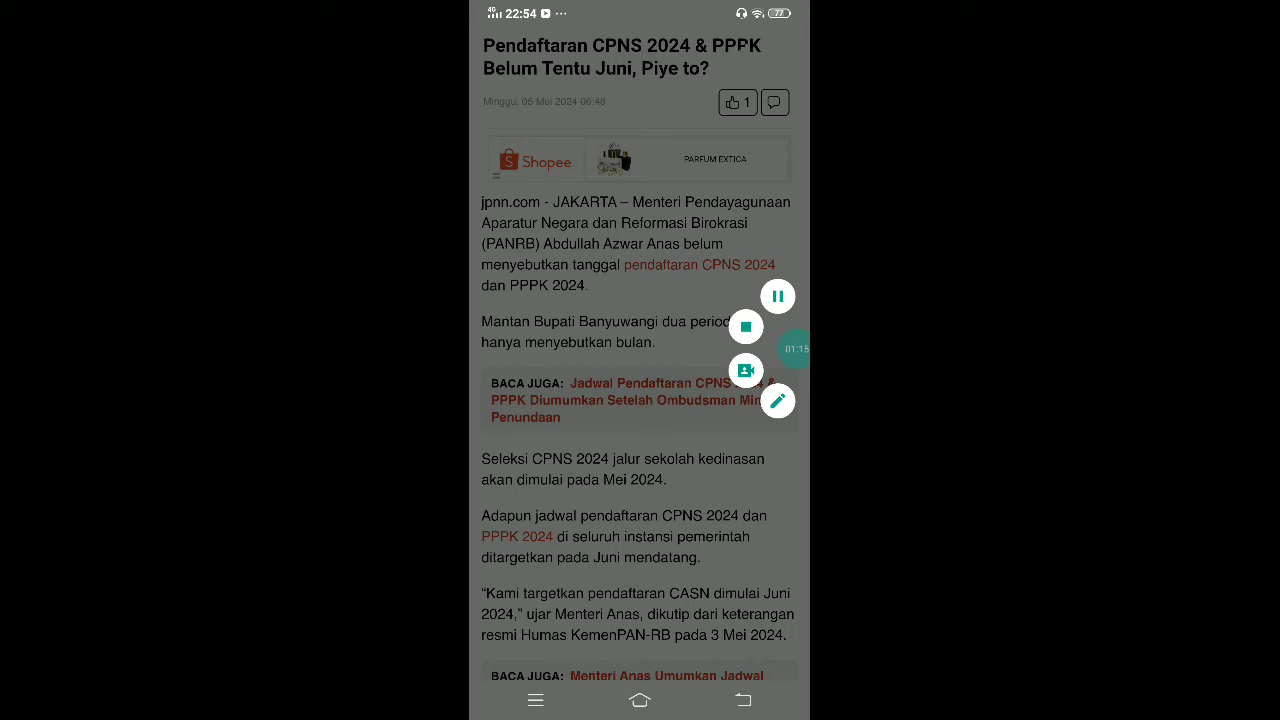 4G 22:54 ... 77
Pendaftaran CPNS 2024 & PPPK
Belum Tentu Juni, Piye to?
Minggu, 05 Mei 2024 06:48
1
Shopee
PARFUM EXTICA
jpnn.com - JAKARTA – Menteri Pendayagunaan
Aparatur Negara dan Reformasi Birokrasi
(PANRB) Abdullah Azwar Anas belum
menyebutkan tanggal pendaftaran CPNS 2024
dan PPPK 2024.
Mantan Bupati Banyuwangi dua
hanya menyebutkan bulan.
BACA JUGA: Jadwal Pendaftaran CPNS &
PPPK Diumumkan Setelah Ombudsman
Penundaan
01:15
Seleksi CPNS 2024 jalur sekolah kedinasan
akan dimulai pada Mei 2024.
Adapun jadwal pendaftaran CPNS 2024 dan
PPPK 2024 di seluruh instansi pemerintah
ditargetkan pada Juni mendatang.
“Kami targetkan pendaftaran CASN dimulai Juni
2024,” ujar Menteri Anas, dikutip dari keterangan
resmi Humas KemenPAN-RB pada 3 Mei 2024.
BACA JUGA: Menteri Anas Umumkan Jadwal